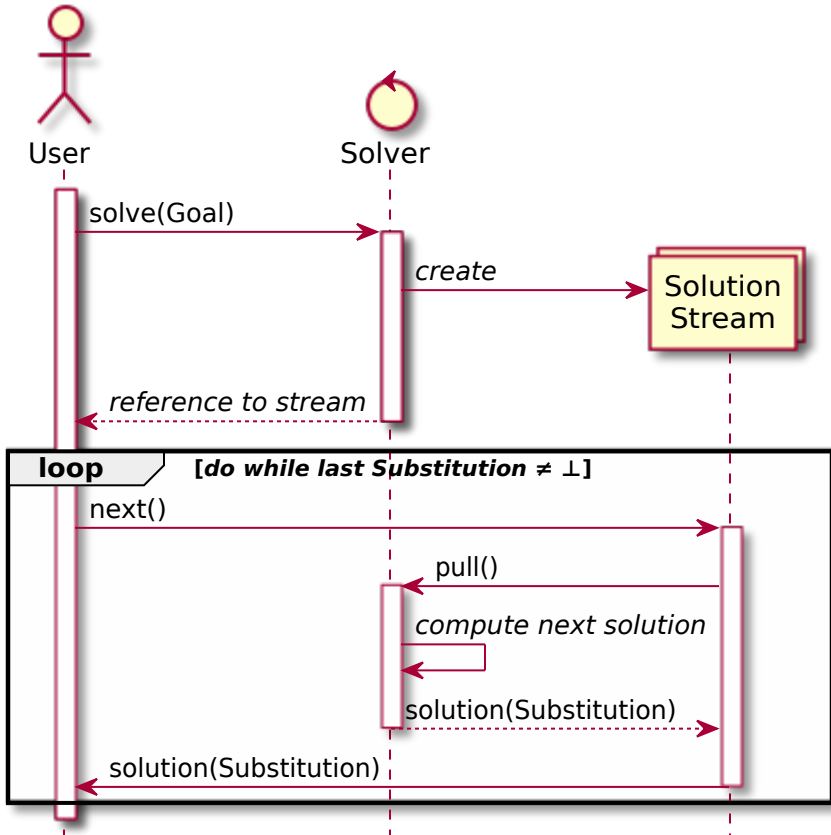 User
Solver
solve(Goal)
create
Solution
Stream
reference to stream
loop
[do while last Substitution ≠ ⊥]
next()
pull()
compute next solution
solution(Substitution)
solution(Substitution)